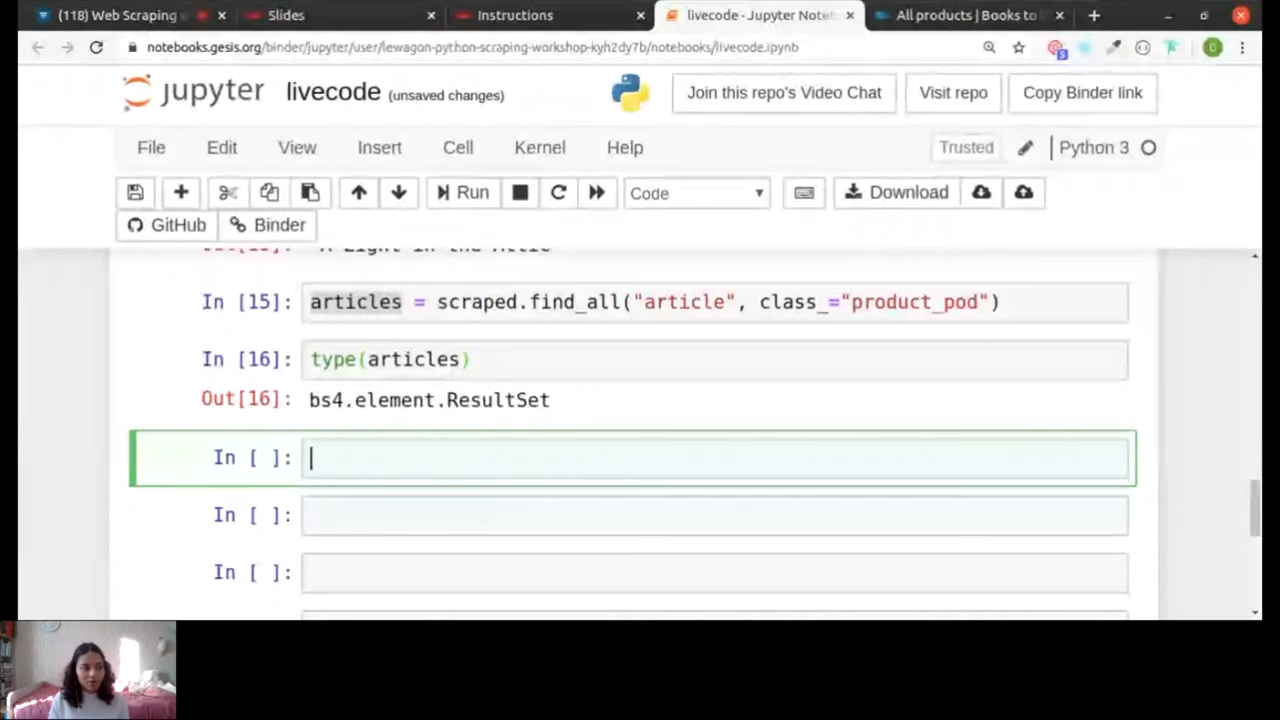 (118) Web Scraping
Slides
Instructions
livecode - Jupyter Note
All products | Books to
notebooks.gesis.org/binder/jupyter/user/lewagon-python-scraping-workshop-kyh2dy7b/notebooks/livecode.ipynb
jupyter livecode (unsaved changes)
Join this repo's Video Chat
Visit repo
Copy Binder link
File Edit View Insert Cell Kernel Help
Trusted
Python 3
Run
Code
Download
GitHub
Binder
In [15]: articles = scraped.find_all("article", class_="product_pod")
In [16]: type(articles)
Out[16]: bs4.element.ResultSet
In [ ]:
In [ ]:
In [ ]: